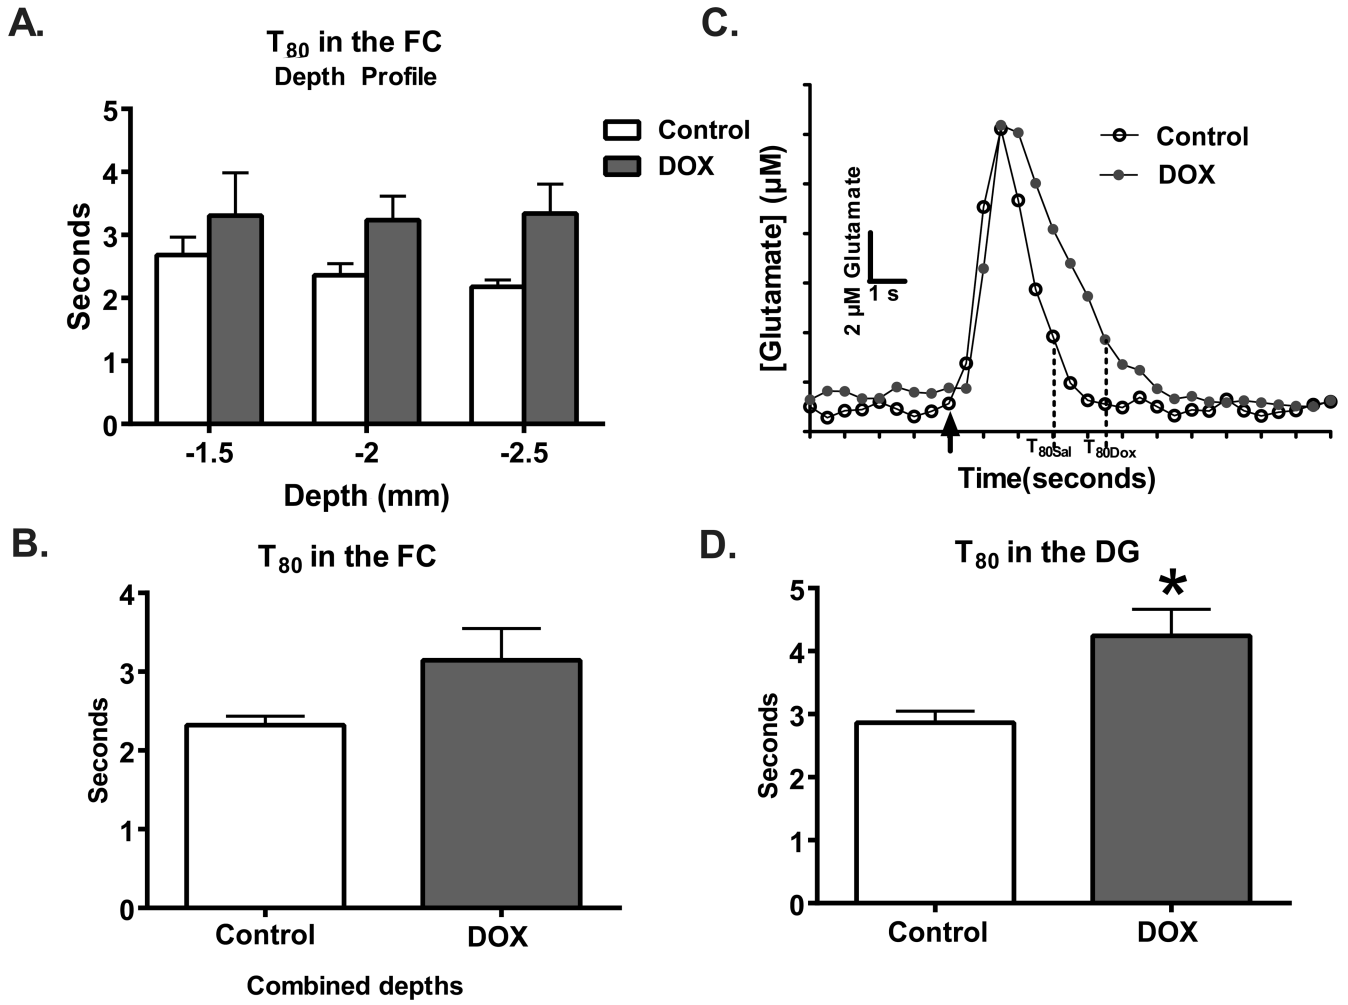 A.
T80 in the FC
Depth Profile
5
4
3
2
1
0
Seconds
-1.5
-2
-2.5
Depth (mm)
Control
DOX
C.
[Glutamate] (µM)
2 µM Glutamate
1 s
Control
DOX
T80Sal
T80Dox
Time(seconds)
B.
T80 in the FC
4
3
2
1
0
Seconds
Control
DOX
Combined depths
D.
T80 in the DG
*
5
4
3
2
1
0
Seconds
Control
DOX